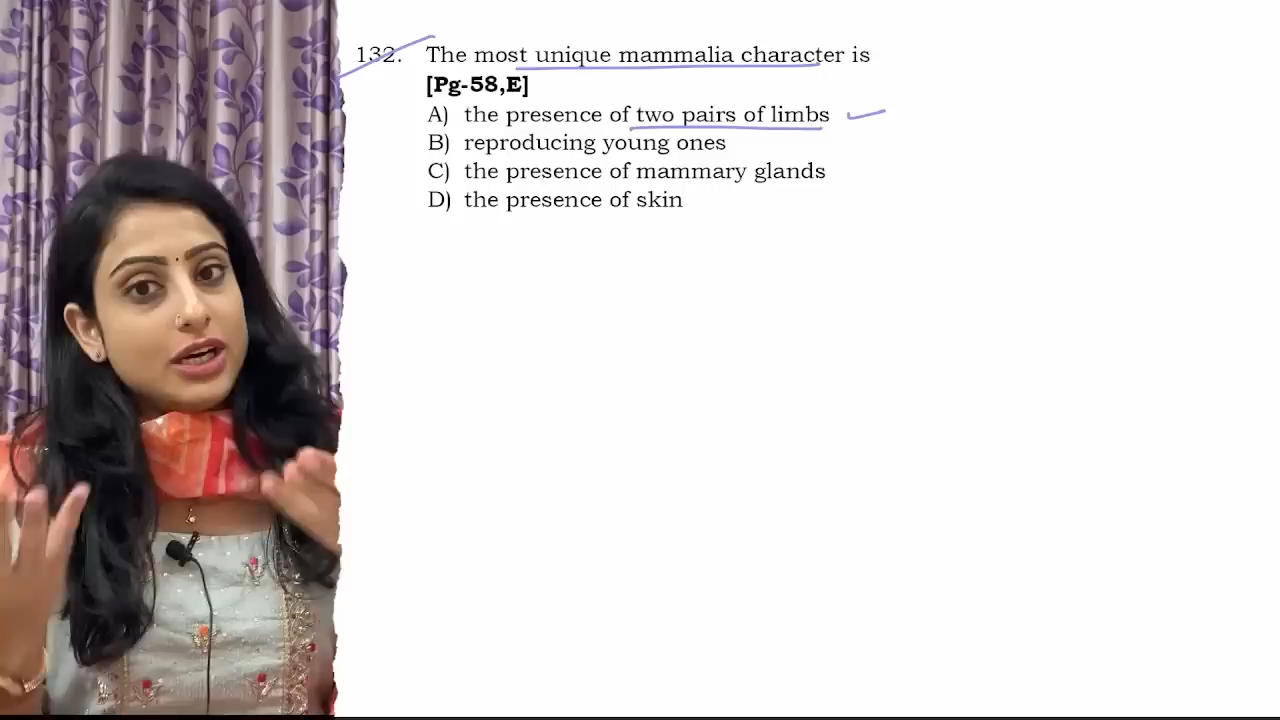 132. The most unique mammalia character is
[Pg-58,E]
A) the presence of two pairs of limbs
B) reproducing young ones
C) the presence of mammary glands
D) the presence of skin